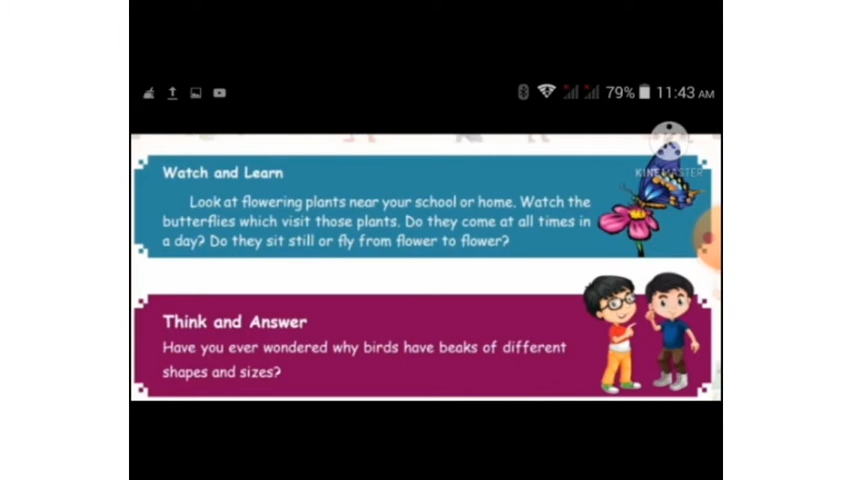 79% 11:43 AM
KINEMASTER
Watch and Learn
Look at flowering plants near your school or home. Watch the
butterflies which visit those plants. Do they come at all times in
a day? Do they sit still or fly from flower to flower?
Think and Answer
Have you ever wondered why birds have beaks of different
shapes and sizes?